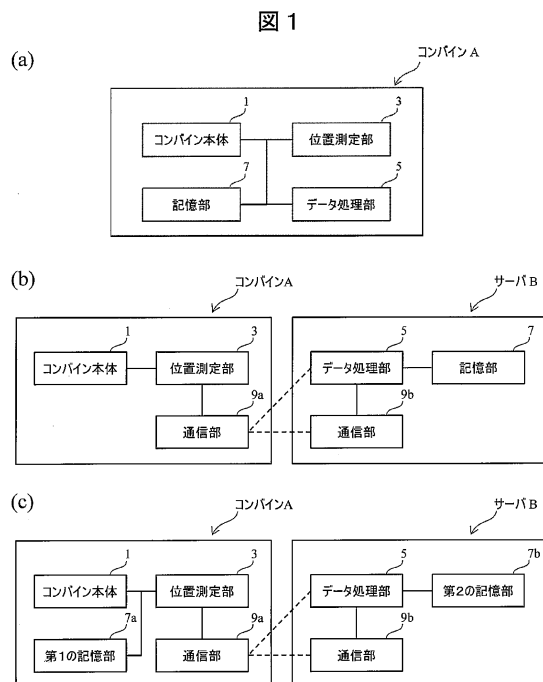 図1
(a)
コンバインA
1
3
コンバイン本体
位置測定部
7
5
記憶部
データ処理部
(b)
コンバインA
サーバB
1
3
5
7
コンバイン本体
位置測定部
データ処理部
記憶部
9a
9b
通信部
通信部
(c)
コンバインA
サーバB
1
3
5
7b
コンバイン本体
位置測定部
データ処理部
第2の記憶部
7a
9a
9b
第1の記憶部
通信部
通信部